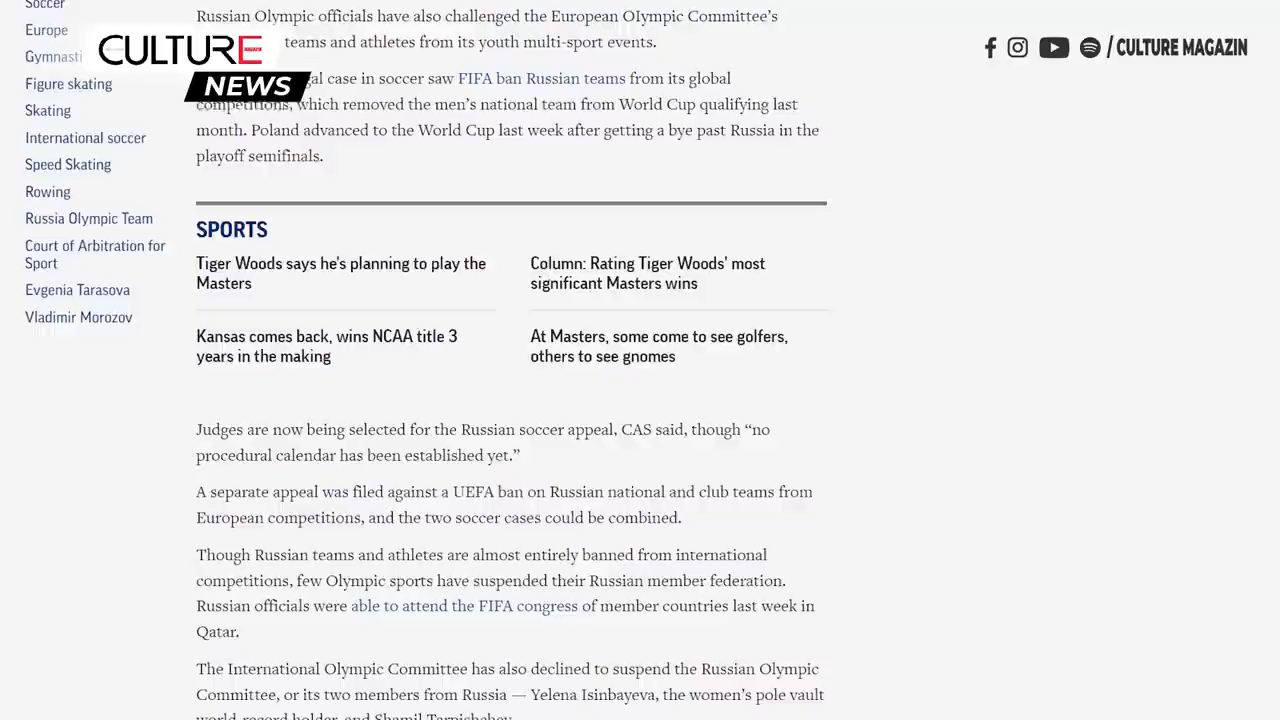 Soccer
Europe
Gymnasti
Figure skating
Skating
International soccer
Speed Skating
Rowing
Russia Olympic Team
Court of Arbitration for
Sport
Evgenia Tarasova
Vladimir Morozov
CULTURE
NEWS
/ CULTURE MAGAZIN
Russian Olympic officials have also challenged the European Olympic Committee’s
teams and athletes from its youth multi-sport events.
gal case in soccer saw FIFA ban Russian teams from its global
competitions, which removed the men’s national team from World Cup qualifying last
month. Poland advanced to the World Cup last week after getting a bye past Russia in the
playoff semifinals.
SPORTS
Tiger Woods says he's planning to play the
Masters
Column: Rating Tiger Woods' most
significant Masters wins
Kansas comes back, wins NCAA title 3
years in the making
At Masters, some come to see golfers,
others to see gnomes
Judges are now being selected for the Russian soccer appeal, CAS said, though “no
procedural calendar has been established yet.”
A separate appeal was filed against a UEFA ban on Russian national and club teams from
European competitions, and the two soccer cases could be combined.
Though Russian teams and athletes are almost entirely banned from international
competitions, few Olympic sports have suspended their Russian member federation.
Russian officials were able to attend the FIFA congress of member countries last week in
Qatar.
The International Olympic Committee has also declined to suspend the Russian Olympic
Committee, or its two members from Russia — Yelena Isinbayeva, the women’s pole vault
world-record holder, and Shamil Tarpishchev.